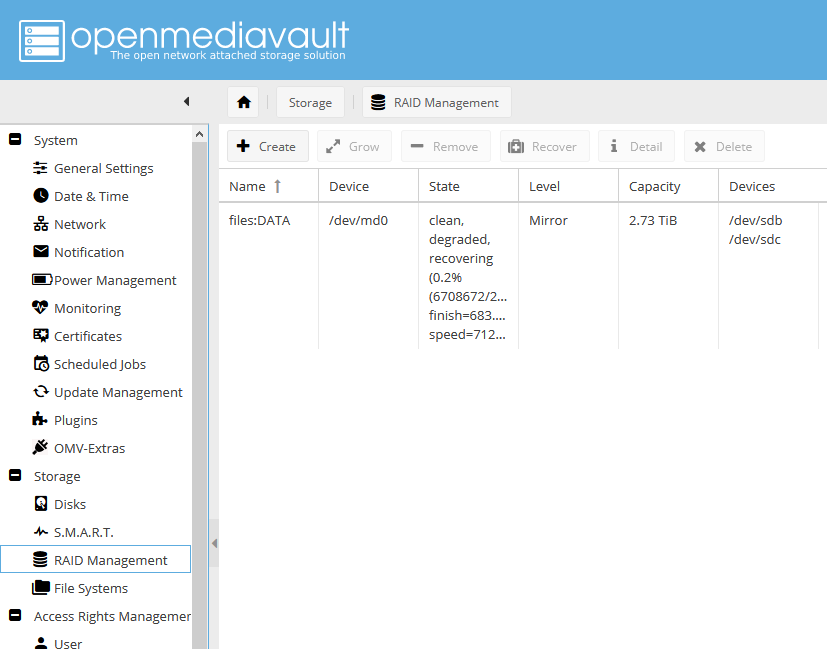 openmediavault
The open network attached storage solution
Storage
RAID Management
System
General Settings
Date & Time
Network
Notification
Power Management
Monitoring
Certificates
Scheduled Jobs
Update Management
Plugins
OMV-Extras
Storage
Disks
S.M.A.R.T.
RAID Management
File Systems
Access Rights Managemer
User
Create
Grow
Remove
Recover
Detail
Delete
Name
Device
State
Level
Capacity
Devices
files:DATA
/dev/md0
clean,
degraded,
recovering
(0.2%
(6708672/2...
finish=683....
speed=712...
Mirror
2.73 TiB
/dev/sdb
/dev/sdc